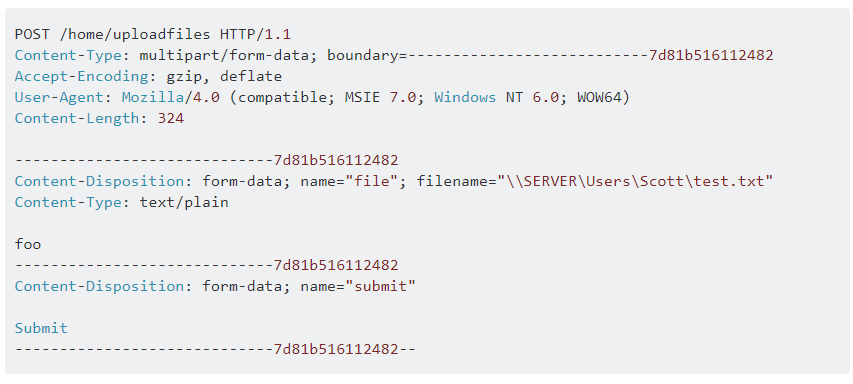 POST /home/uploadfiles HTTP/1.1
Content-Type: multipart/form-data; boundary=---------------------------7d81b516112482
Accept-Encoding: gzip, deflate
User-Agent: Mozilla/4.0 (compatible; MSIE 7.0; Windows NT 6.0; WOW64)
Content-Length: 324
-----------------------------7d81b516112482
Content-Disposition: form-data; name="file"; filename="\\SERVER\Users\Scott\test.txt"
Content-Type: text/plain
foo
-----------------------------7d81b516112482
Content-Disposition: form-data; name="submit"
Submit
-----------------------------7d81b516112482--